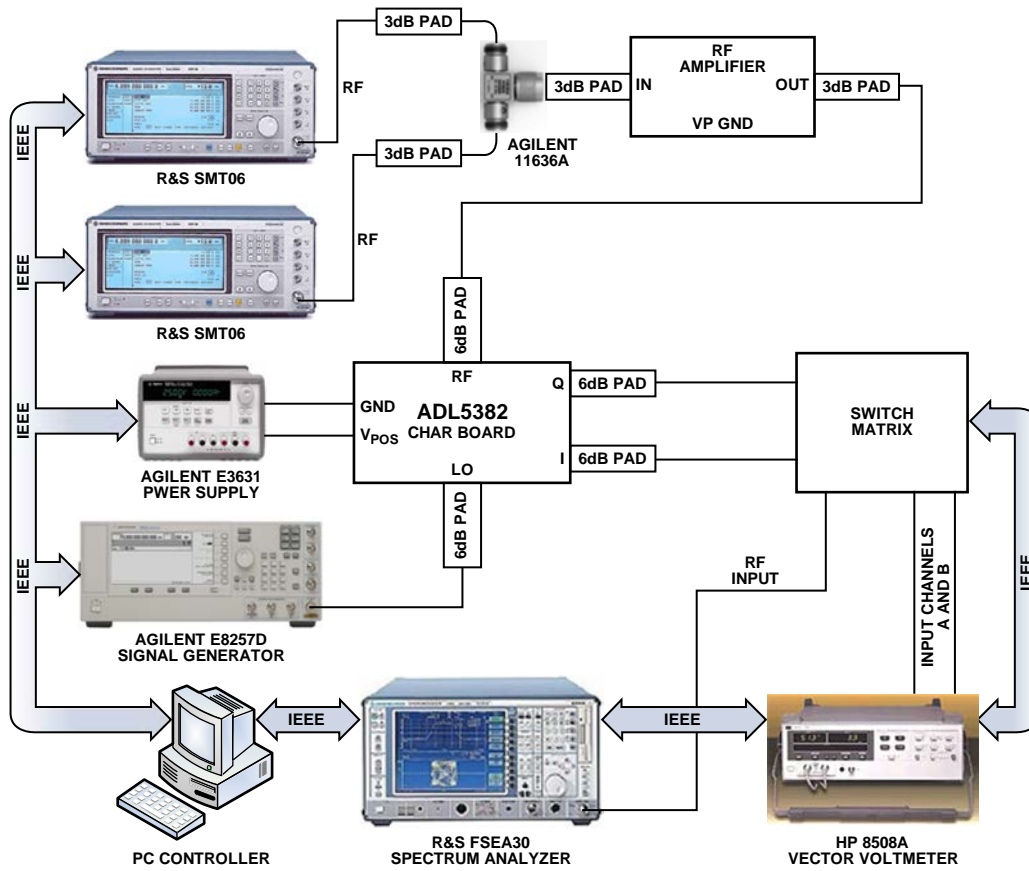 3dB PAD
RF
3dB PAD
RF
AGILENT
11636A
3dB PAD
IN
RF
AMPLIFIER
OUT
VP GND
3dB PAD
IEEE
R&S SMT06
R&S SMT06
IEEE
6dB PAD
RF
GND
ADL5382
CHAR BOARD
VPOS
LO
Q
6dB PAD
I
6dB PAD
SWITCH
MATRIX
AGILENT E3631
PWER SUPPLY
IEEE
6dB PAD
RF
INPUT
INPUT CHANNELS
A AND B
IEEE
IEEE
AGILENT E8257D
SIGNAL GENERATOR
IEEE
IEEE
PC CONTROLLER
R&S FSEA30
SPECTRUM ANALYZER
HP 8508A
VECTOR VOLTMETER